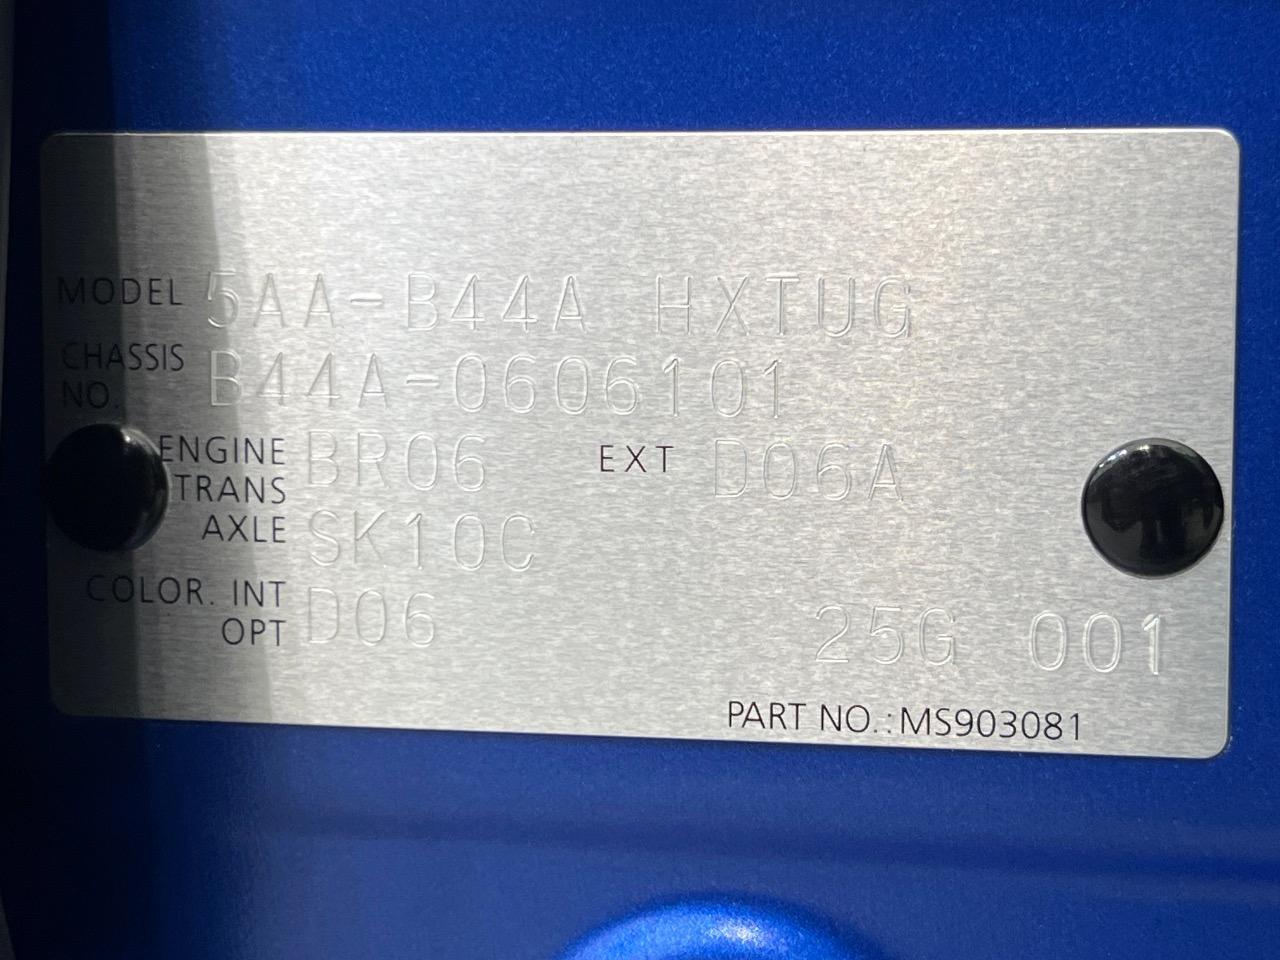 MODEL 5AA-B44A HXTUG
CHASSIS NO. B44A-0606101
ENGINE BR06 EXT D06A
TRANS AXLE SK10C
COLOR. INT OPT D06 25G 001
PART NO.:MS903081